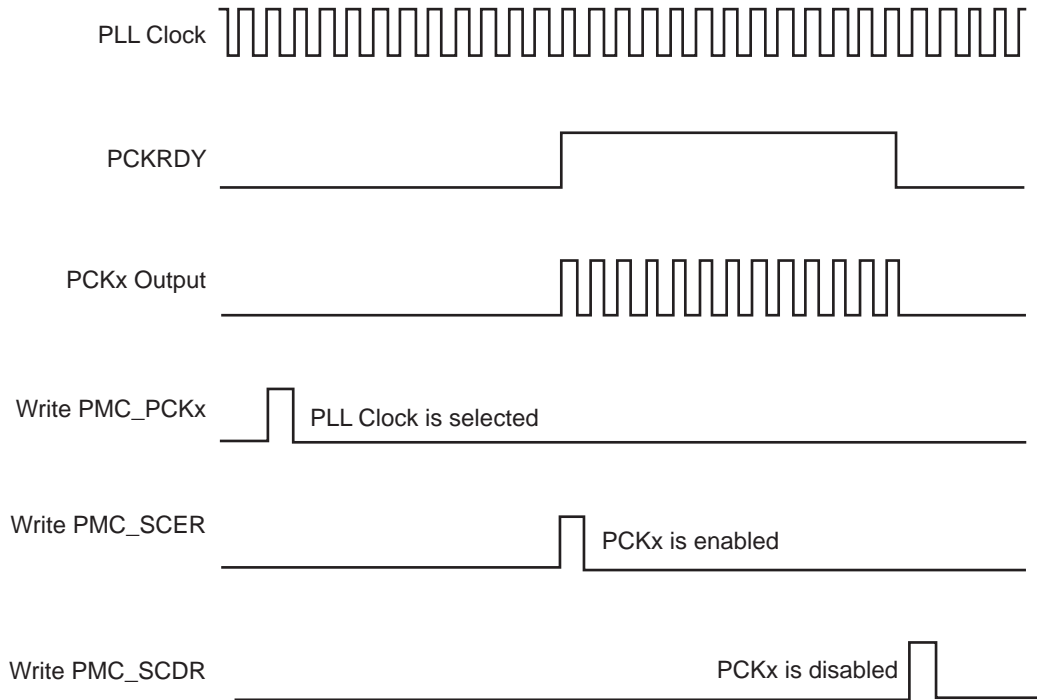 PLL Clock
PCKRDY
PCKx Output
Write PMC_PCKx
PLL Clock is selected
Write PMC_SCER
PCKx is enabled
Write PMC_SCDR
PCKx is disabled